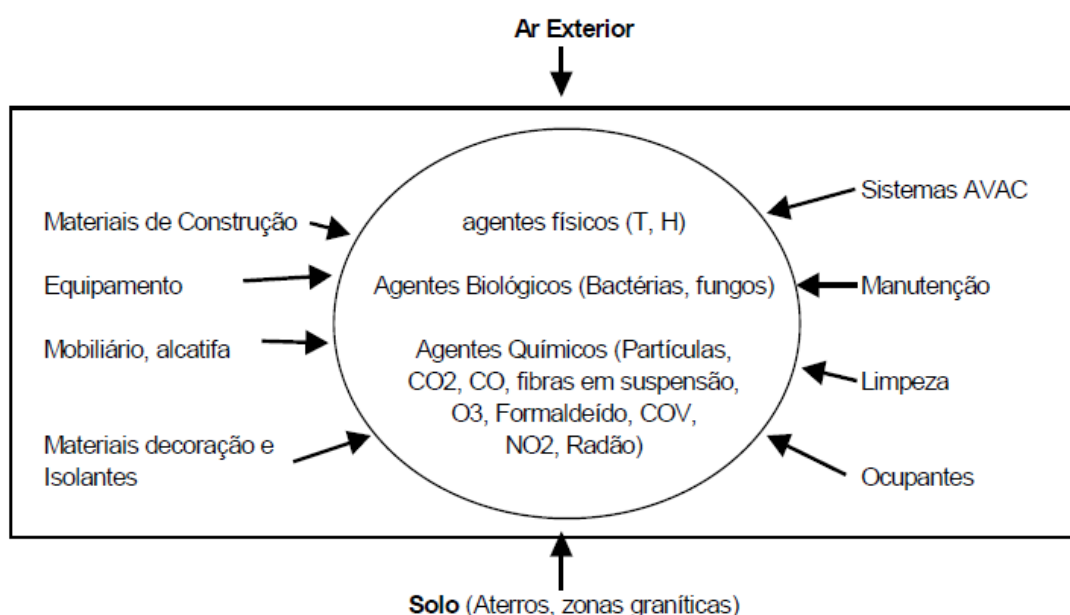 Ar Exterior
Materiais de Construção
Equipamento
Mobiliário, alcatifa
Materiais decoração e
Isolantes
agentes físicos (T, H)
Agentes Biológicos (Bactérias, fungos)
Agentes Químicos (Partículas,
CO2, CO, fibras em suspensão,
O3, Formaldeído, COV,
NO2, Radão)
Sistemas AVAC
Manutenção
Limpeza
Ocupantes
Solo (Aterros, zonas graníticas)